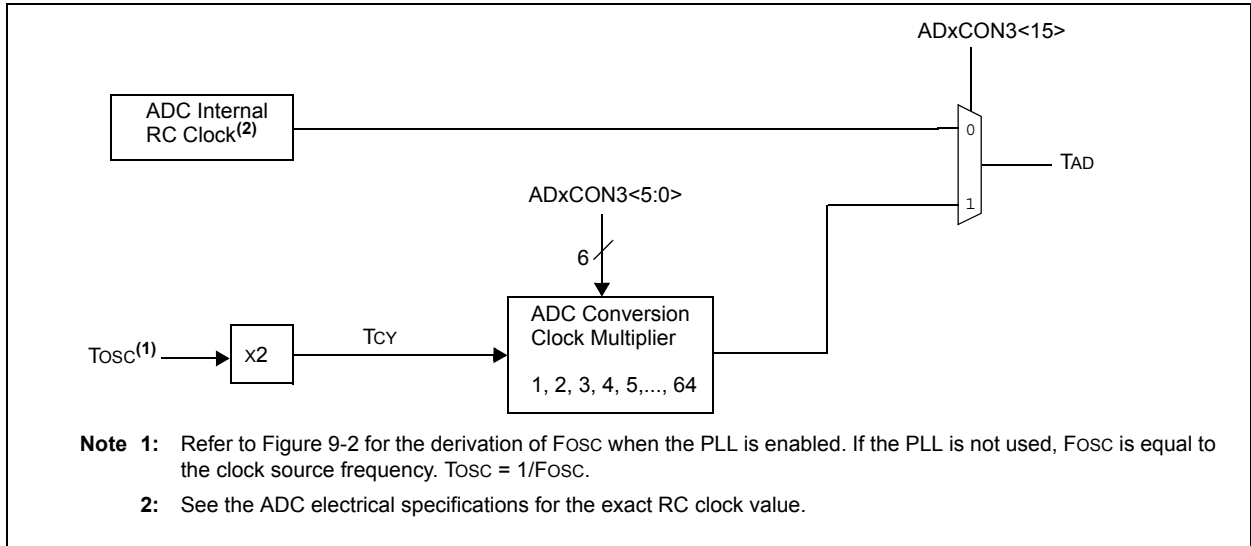 ADxCON3<15>
ADC Internal
RC Clock(2)
0
TAD
ADxCON3<5:0>
1
6
ADC Conversion
Clock Multiplier
TOSC(1)
X2
TCY
1, 2, 3, 4, 5,..., 64
Note 1: Refer to Figure 9-2 for the derivation of FOSC when the PLL is enabled. If the PLL is not used, FOSC is equal to
the clock source frequency. TOSC = 1/FOSC.
2: See the ADC electrical specifications for the exact RC clock value.